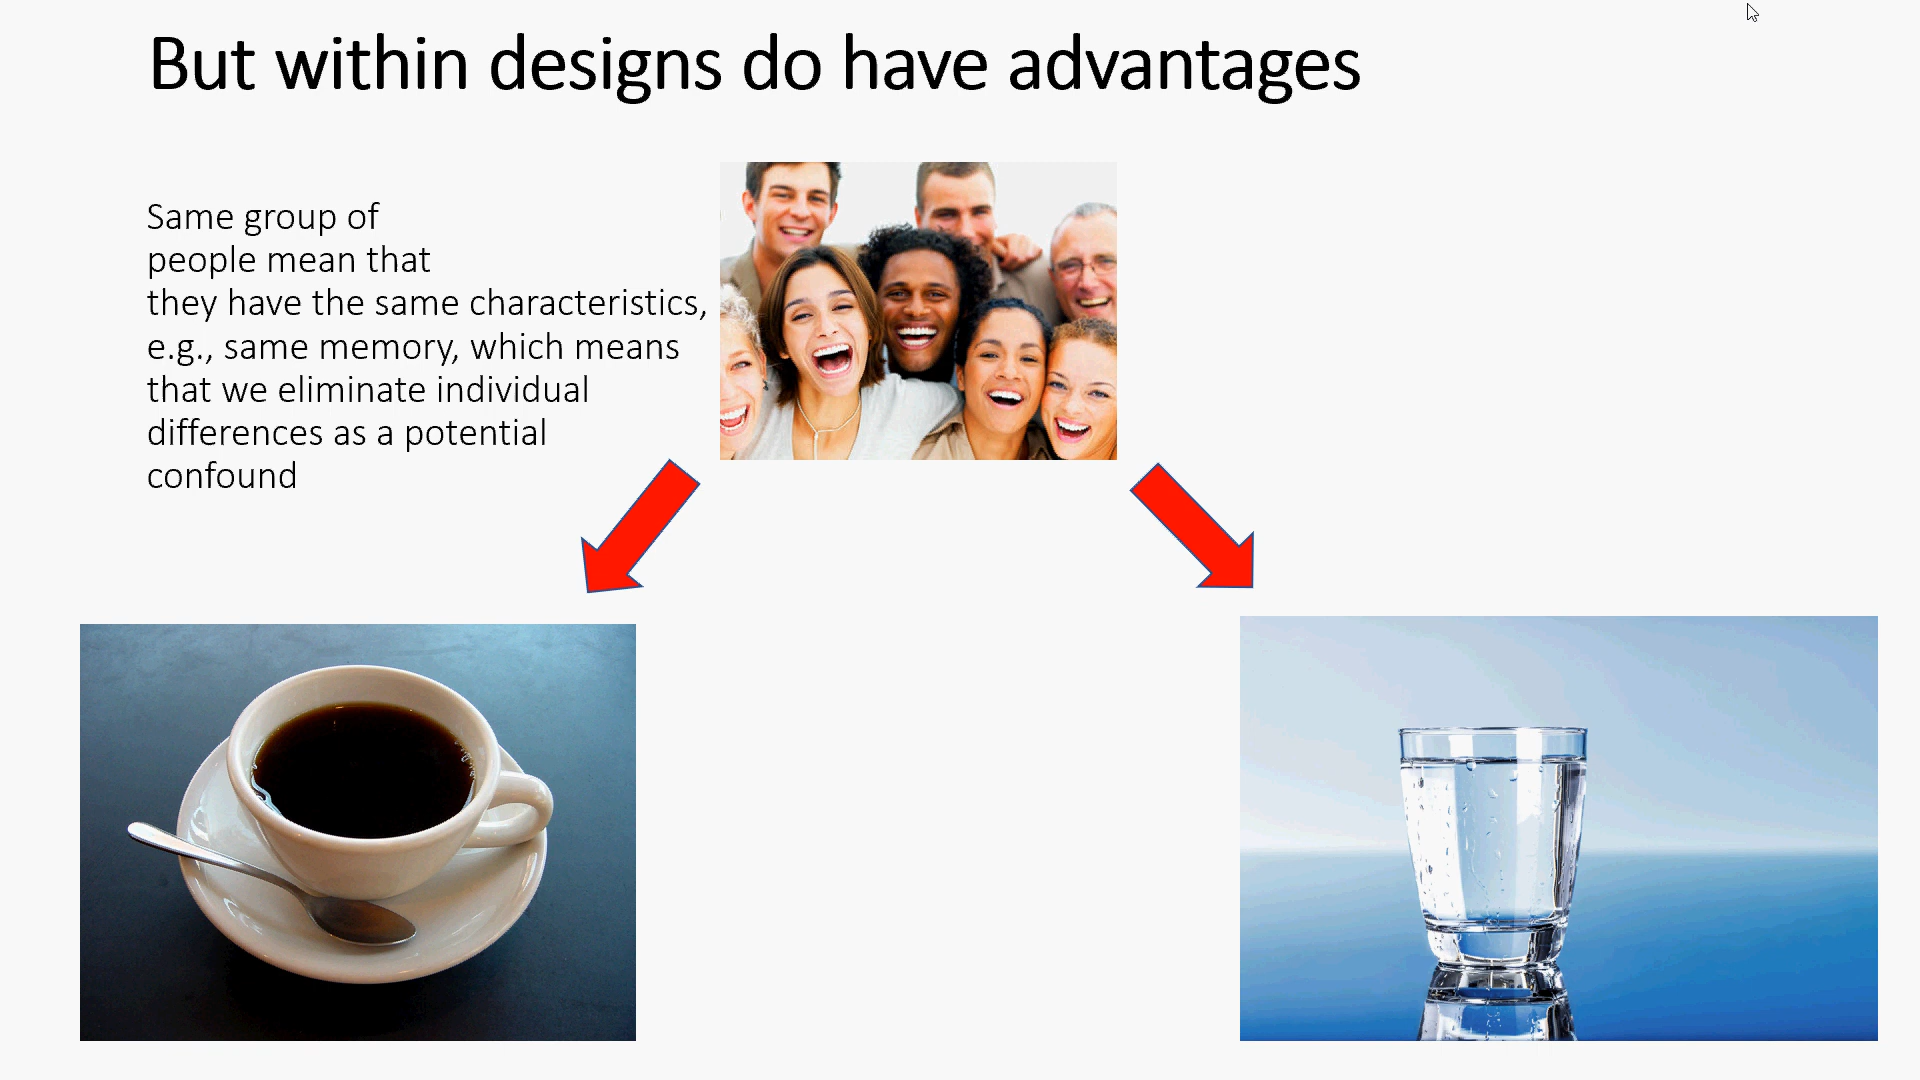 But within designs do have advantages
Same group of
people mean that
they have the same characteristics,
e.g., same memory, which means
that we eliminate individual
differences as a potential
confound